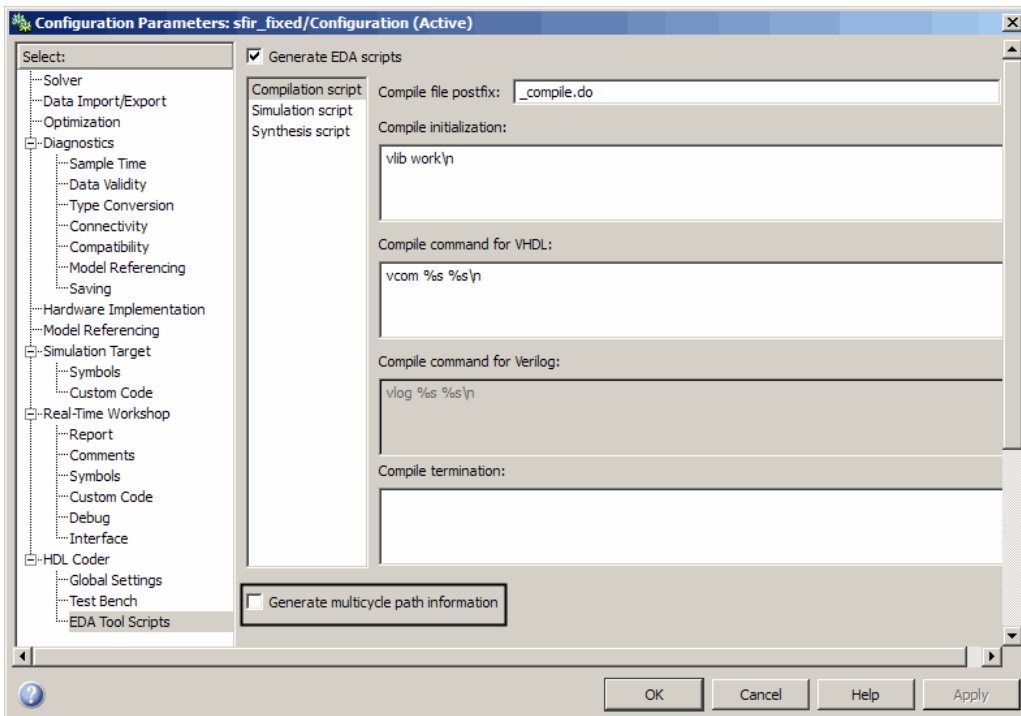 Configuration Parameters: sfir_fixed/Configuration (Active)
Select:
Solver
Data Import/Export
Optimization
Diagnostics
Sample Time
Data Validity
Type Conversion
Connectivity
Compatibility
Model Referencing
Saving
Hardware Implementation
Model Referencing
Simulation Target
Symbols
Custom Code
Real-Time Workshop
Report
Comments
Symbols
Custom Code
Debug
Interface
HDL Coder
Global Settings
Test Bench
EDA Tool Scripts
Generate EDA scripts
Compilation script
Simulation script
Synthesis script
Compile file postfix: _compile.do
Compile initialization:
vlib work\n
Compile command for VHDL:
vcom %s %s\n
Compile command for Verilog:
vlog %s %s\n
Compile termination:
Generate multicycle path information
OK Cancel Help Apply